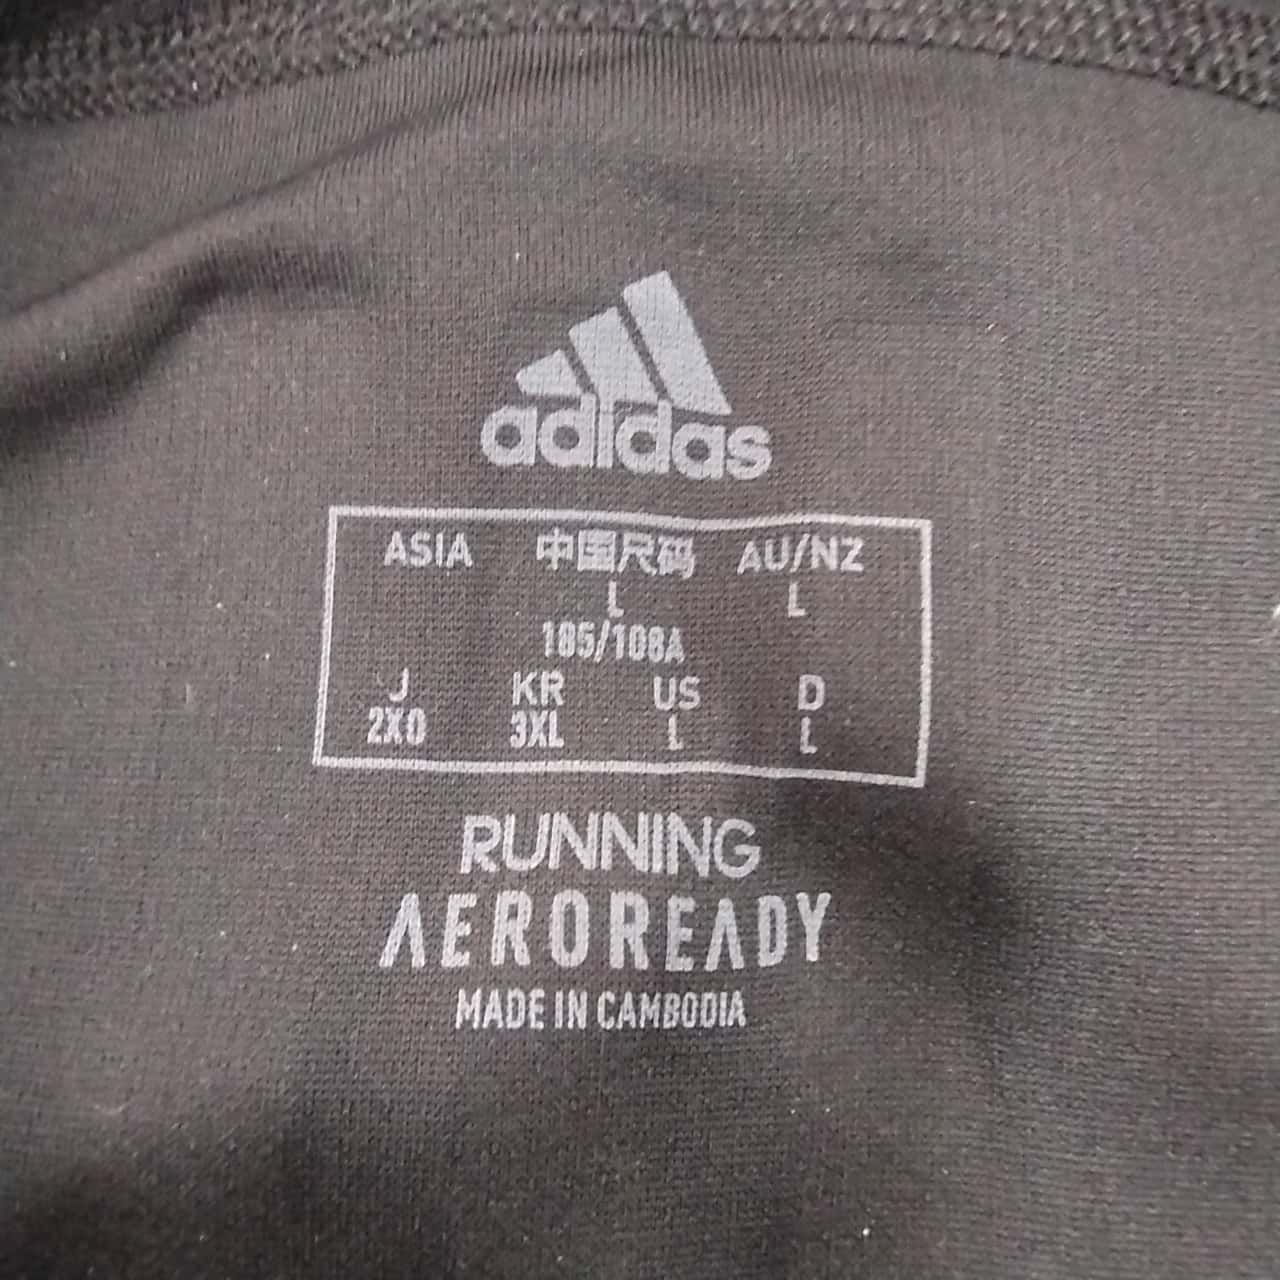 adidas
ASIA 中国尺码 AU/NZ
L L
185/108A
J KR US D
2XO 3XL L L
RUNNING
AEROREADY
MADE IN CAMBODIA